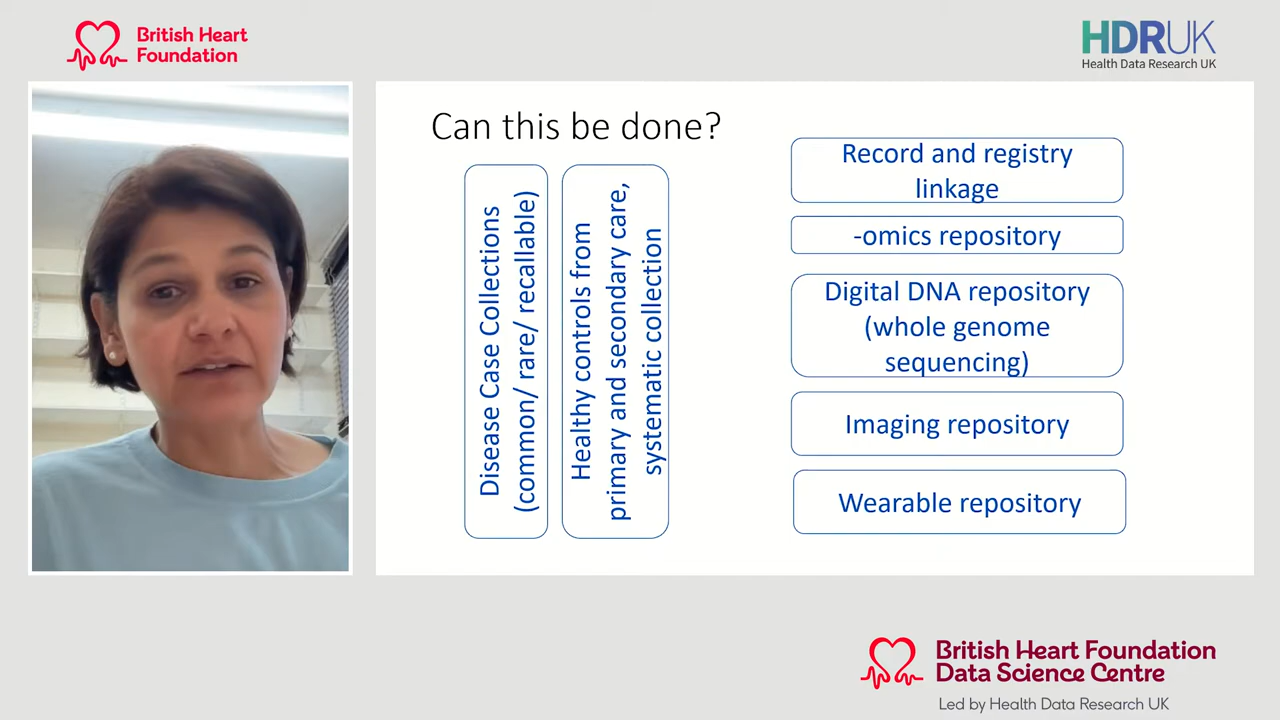 British Heart
Foundation
HDRUK
Health Data Research UK
Can this be done?
Disease Case Collections
(common/ rare/ recallable)
Healthy controls from
primary and secondary care,
systematic collection
Record and registry
linkage
-omics repository
Digital DNA repository
(whole genome
sequencing)
Imaging repository
Wearable repository
British Heart Foundation
Data Science Centre
Led by Health Data Research UK